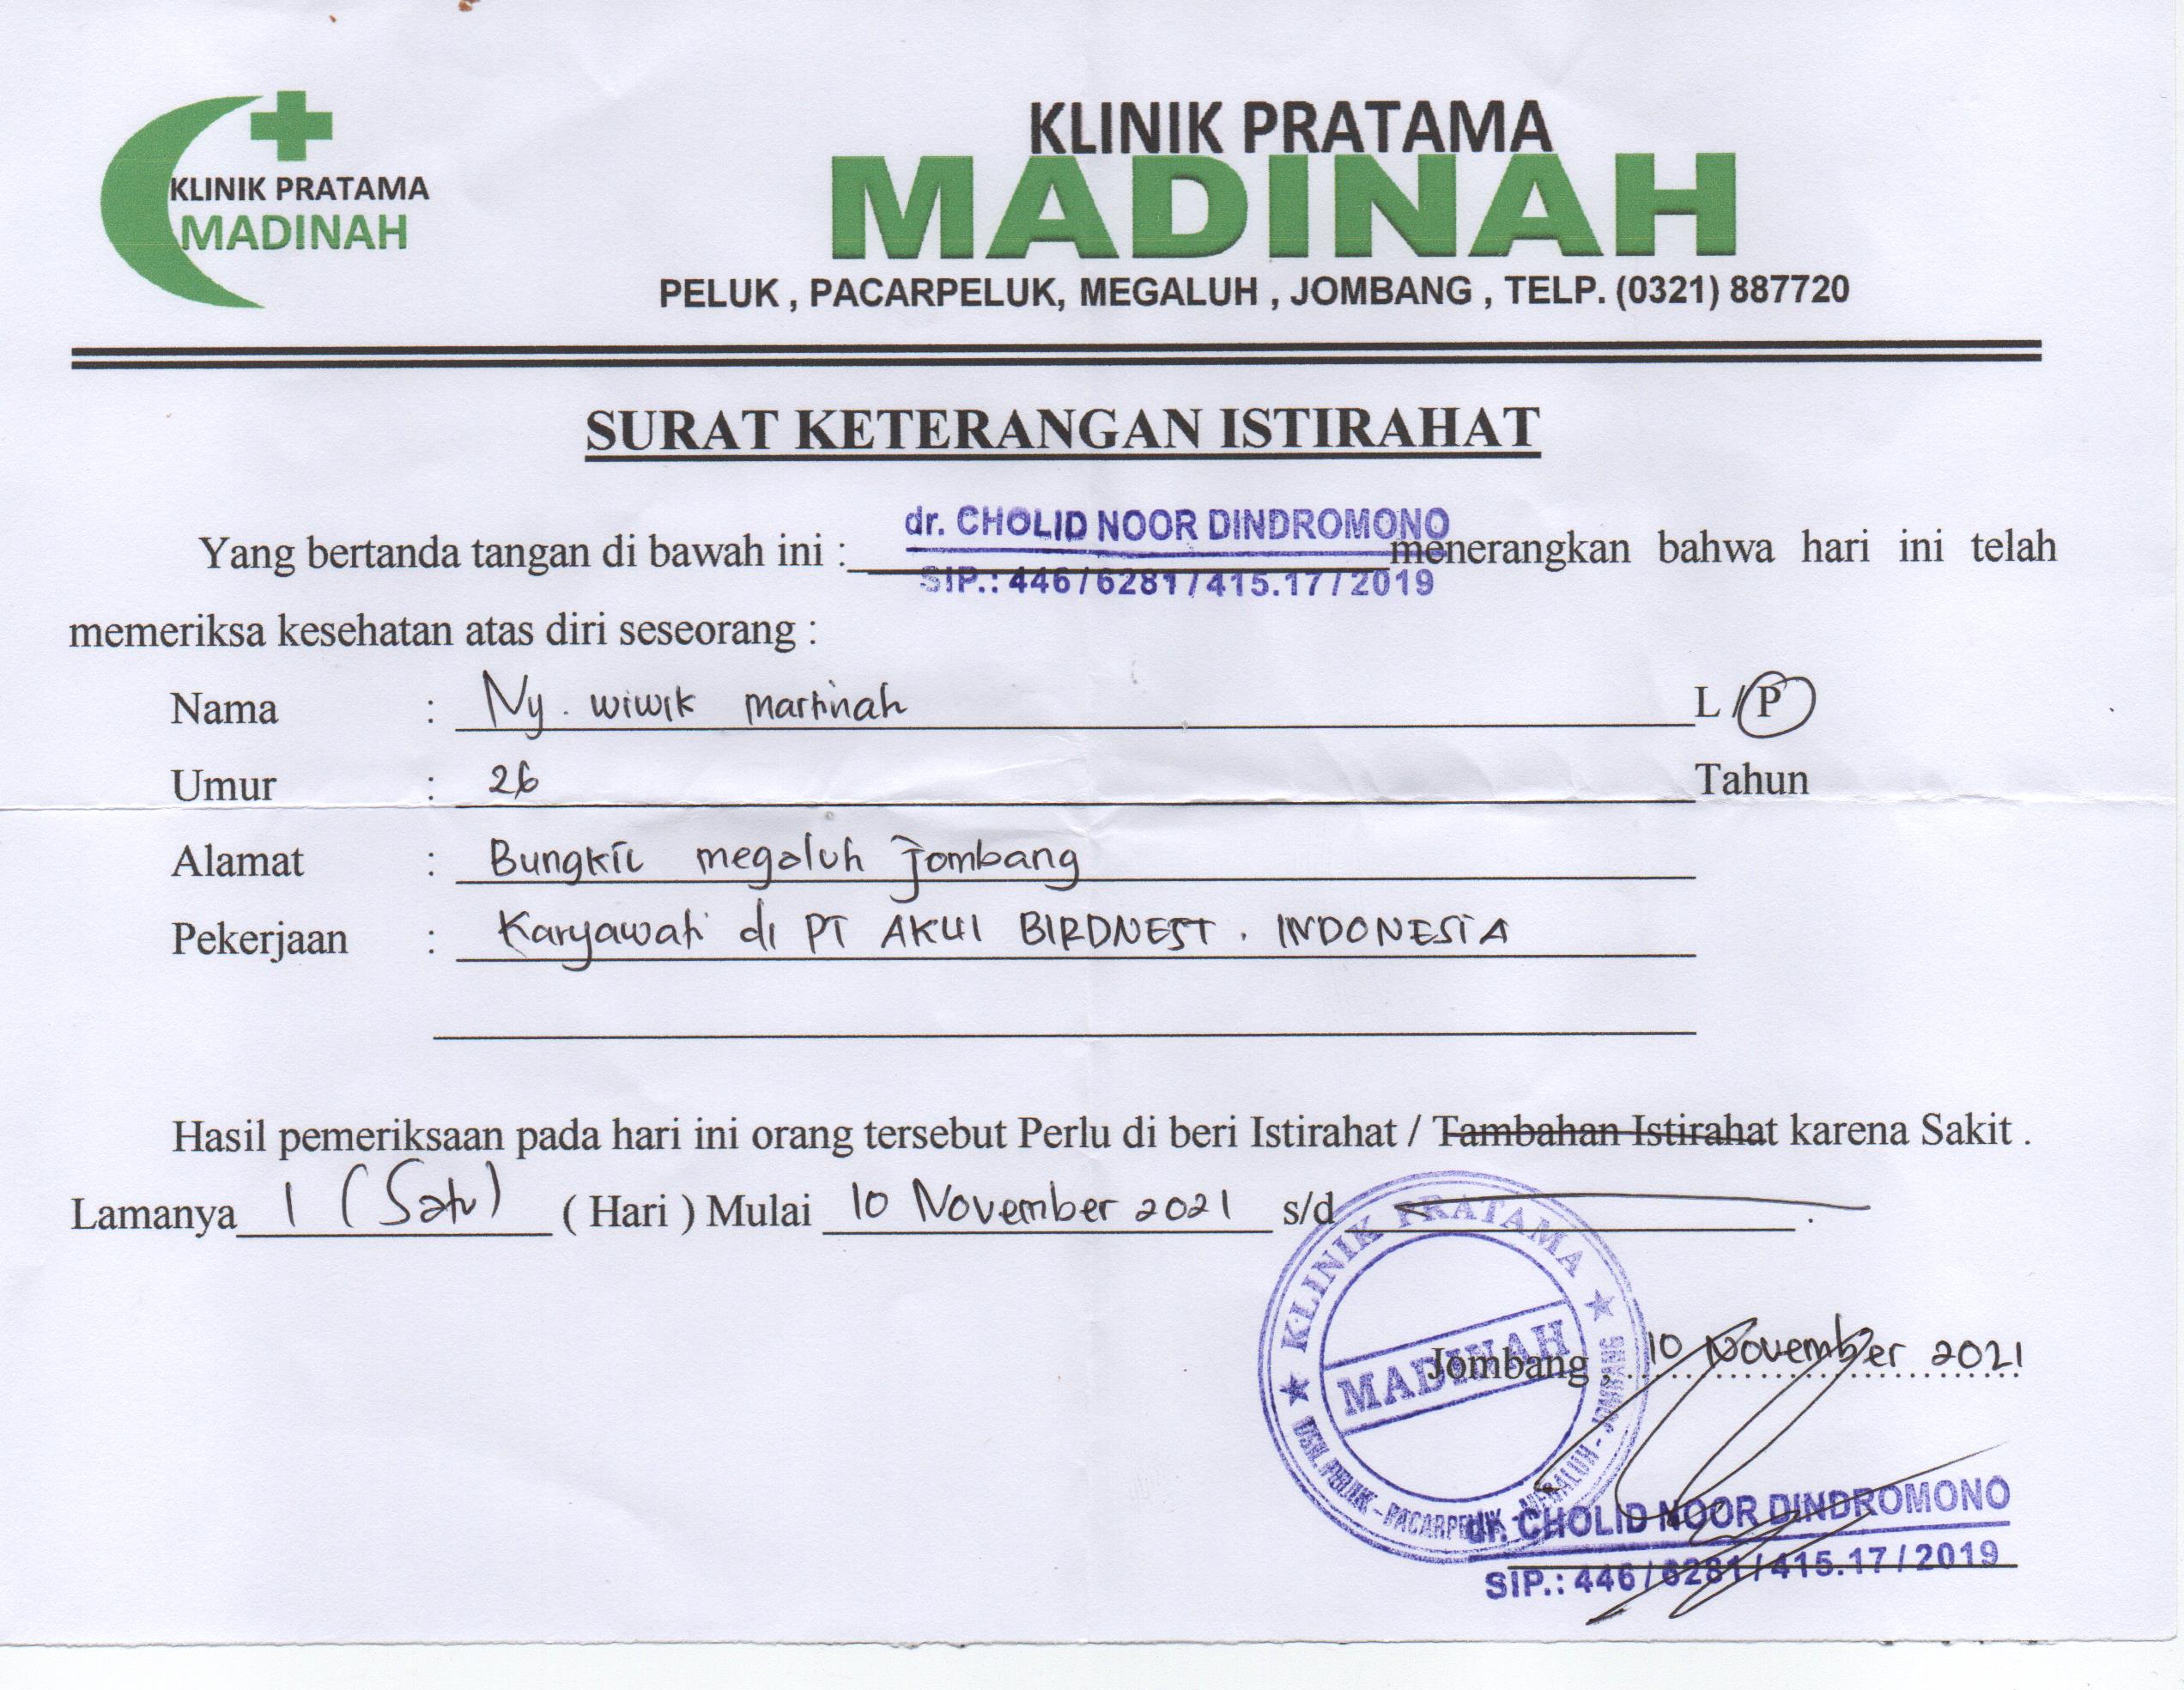 KLINIK PRATAMA
MADINAH
KLINIK PRATAMA
MADINAH
PELUK , PACARPELUK, MEGALUH , JOMBANG , TELP. (0321) 887720
SURAT KETERANGAN ISTIRAHAT
dr. CHOLID NOOR DINDROMONO
Yang bertanda tangan di bawah ini : menerangkan bahwa hari ini telah
SIP.: 446/6281/415.17/2019
memeriksa kesehatan atas diri seseorang :
Nama : Ny. wiwik martinah L / P
Umur : 26 Tahun
Alamat : Bungkil megaluh jombang
Pekerjaan : Karyawati di PT AKUI BIRDNEST . INDONESIA
Hasil pemeriksaan pada hari ini orang tersebut Perlu di beri Istirahat / Tambahan Istirahat karena Sakit .
Lamanya 1 (Satu) ( Hari ) Mulai 10 November 2021 s/d .
KLINIK PRATAMA
MADINAH
DSN. PELUK - PACARPELUK - MEGALUH - JOMBANG
Jombang , 10 November 2021
dr. CHOLID NOOR DINDROMONO
SIP.: 446/6281/415.17/2019